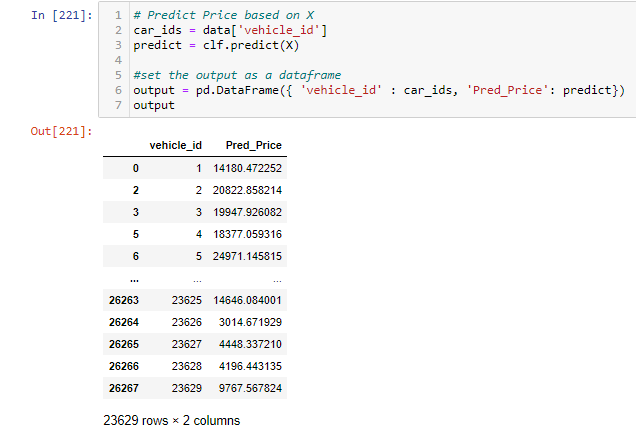 In [221]:
1 # Predict Price based on X
2 car_ids = data['vehicle_id']
3 predict = clf.predict(X)
4
5 #set the output as a dataframe
6 output = pd.DataFrame({ 'vehicle_id' : car_ids, 'Pred_Price': predict})
7 output
Out[221]:
vehicle_id Pred_Price
0 1 14180.472252
2 2 20822.858214
3 3 19947.926082
5 4 18377.059316
6 5 24971.145815
... ... ...
26263 23625 14646.084001
26264 23626 3014.671929
26265 23627 4448.337210
26266 23628 4196.443135
26267 23629 9767.567824
23629 rows × 2 columns